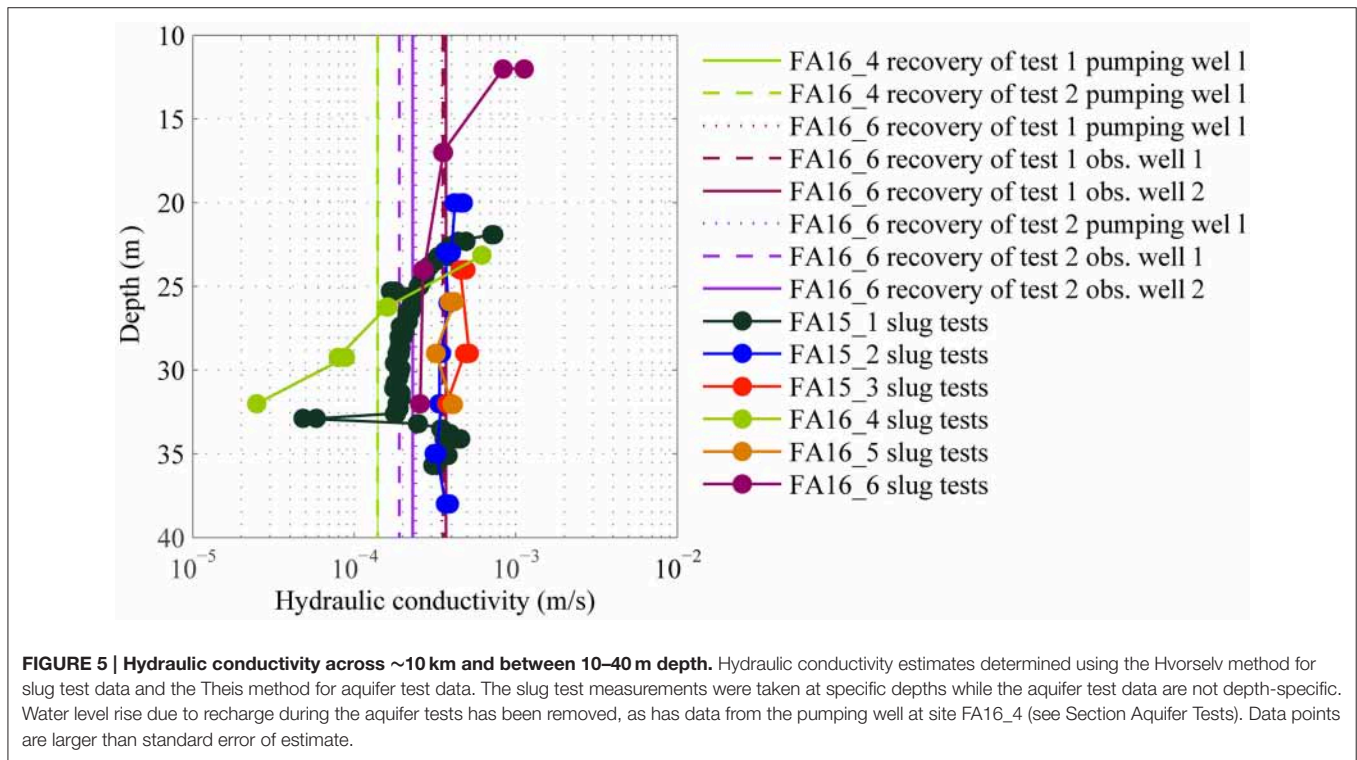 10
15
20
25
30
35
40
Depth (m)
10⁻⁵
10⁻⁴
10⁻³
10⁻²
Hydraulic conductivity (m/s)
FA16_4 recovery of test 1 pumping wel l
FA16_4 recovery of test 2 pumping wel l
FA16_6 recovery of test 1 pumping wel l
FA16_6 recovery of test 1 obs. well 1
FA16_6 recovery of test 1 obs. well 2
FA16_6 recovery of test 2 pumping wel l
FA16_6 recovery of test 2 obs. well 1
FA16_6 recovery of test 2 obs. well 2
FA15_1 slug tests
FA15_2 slug tests
FA15_3 slug tests
FA16_4 slug tests
FA16_5 slug tests
FA16_6 slug tests
FIGURE 5 | Hydraulic conductivity across ∼10 km and between 10–40 m depth. Hydraulic conductivity estimates determined using the Hvorselv method for
slug test data and the Theis method for aquifer test data. The slug test measurements were taken at specific depths while the aquifer test data are not depth-specific.
Water level rise due to recharge during the aquifer tests has been removed, as has data from the pumping well at site FA16_4 (see Section Aquifer Tests). Data points
are larger than standard error of estimate.